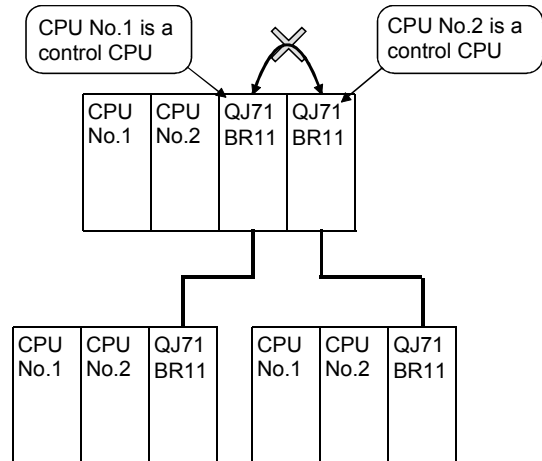 CPU No.1 is a
control CPU
CPU No.2 is a
control CPU
CPU
No.1
CPU
No.2
QJ71
BR11
QJ71
BR11
CPU
No.1
CPU
No.2
QJ71
BR11
CPU
No.1
CPU
No.2
QJ71
BR11